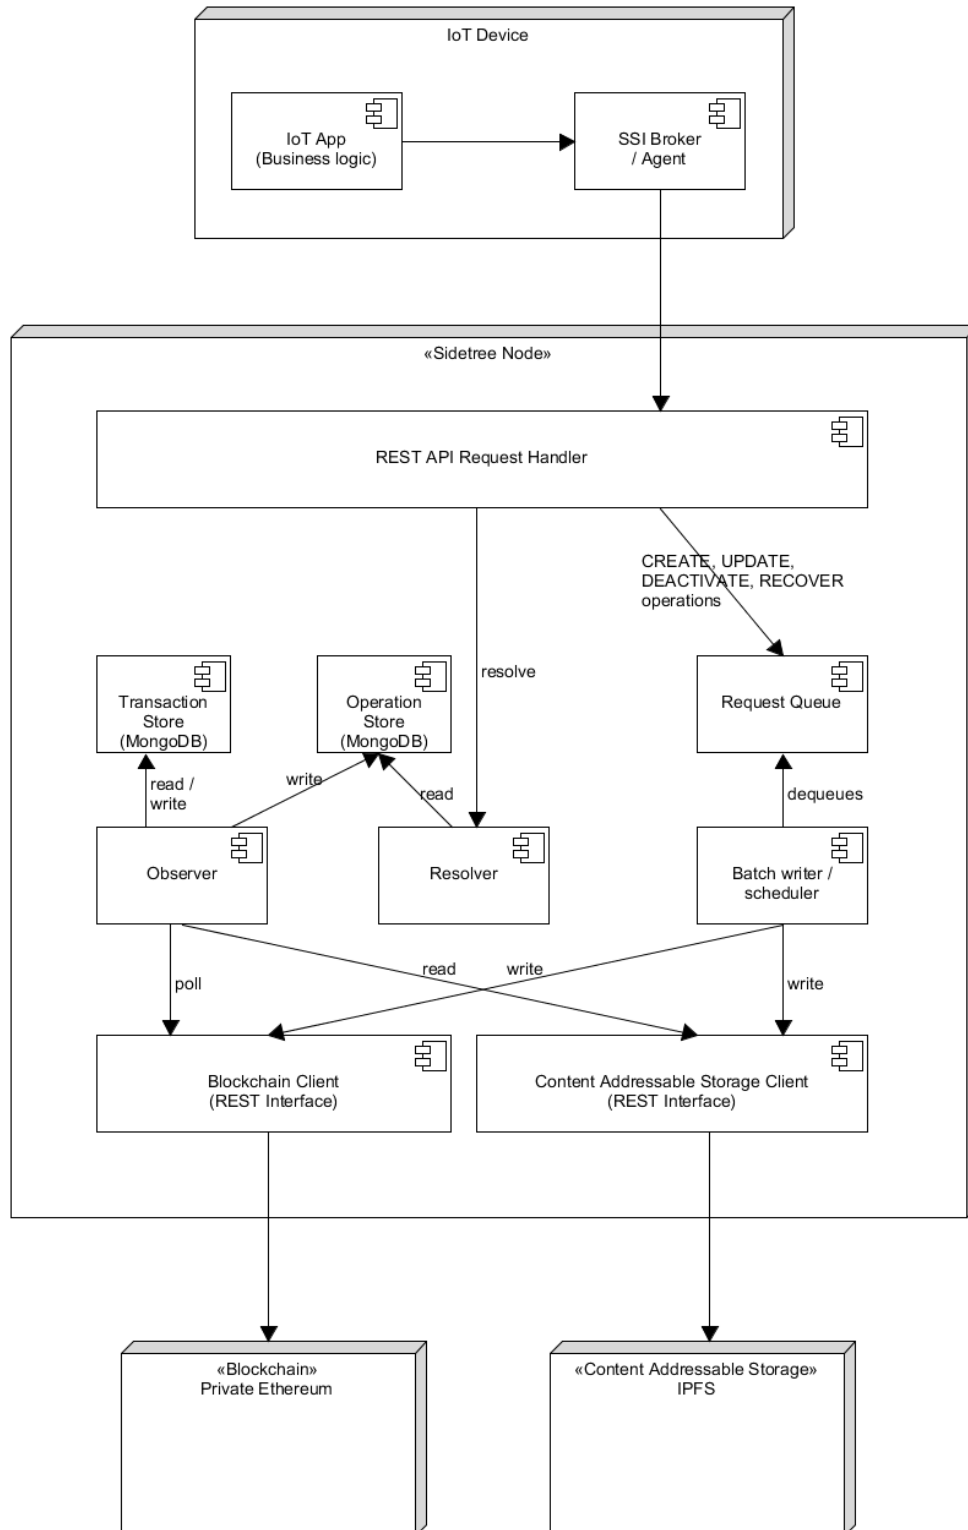 IoT Device
IoT App
(Business logic)
SSI Broker
/ Agent
«Sidetree Node»
REST API Request Handler
CREATE, UPDATE,
DEACTIVATE, RECOVER
operations
resolve
Transaction
Store
(MongoDB)
Operation
Store
(MongoDB)
Request Queue
read /
write
write
read
dequeues
Observer
Resolver
Batch writer /
scheduler
poll
read
write
write
Blockchain Client
(REST Interface)
Content Addressable Storage Client
(REST Interface)
«Blockchain»
Private Ethereum
«Content Addressable Storage»
IPFS